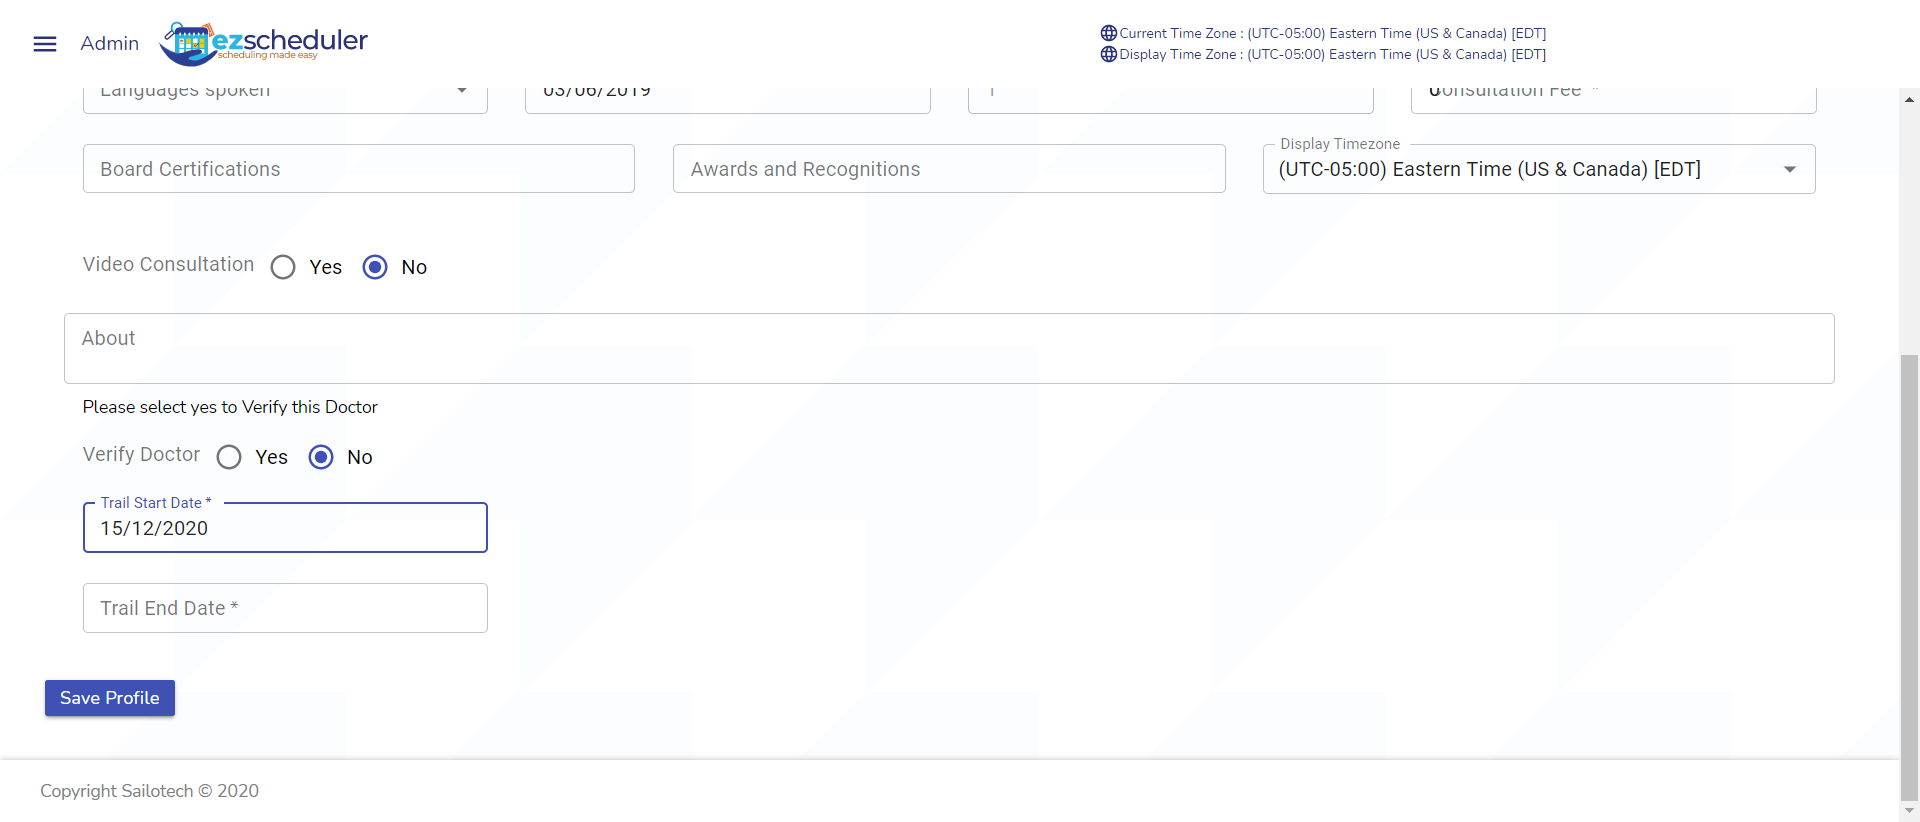 Admin
ezscheduler
scheduling made easy
Current Time Zone : (UTC-05:00) Eastern Time (US & Canada) [EDT]
Display Time Zone : (UTC-05:00) Eastern Time (US & Canada) [EDT]
Languages spoken
03/06/2019
Consultation Fee *
Board Certifications
Awards and Recognitions
Display Timezone
(UTC-05:00) Eastern Time (US & Canada) [EDT]
Video Consultation Yes No
About
Please select yes to Verify this Doctor
Verify Doctor Yes No
Trail Start Date *
15/12/2020
Trail End Date *
Save Profile
Copyright Sailotech © 2020